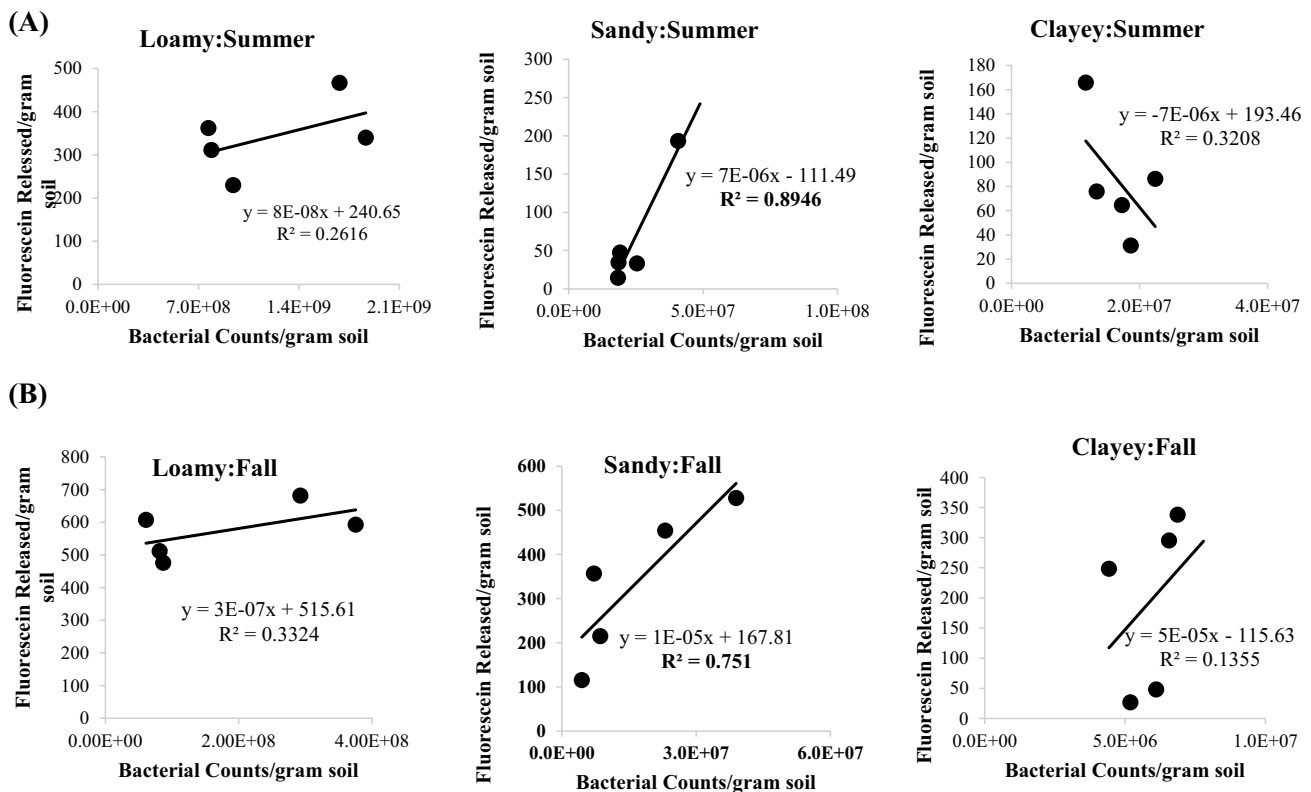 (A)
Loamy:Summer
Fluorescein Relessed/gram
soil
500
400
300
200
100
0
y = 8E-08x + 240.65
R² = 0.2616
0.0E+00
7.0E+08
1.4E+09
2.1E+09
Bacterial Counts/gram soil
Sandy:Summer
Fluorescein Released/gram soil
300
250
200
150
100
50
0
y = 7E-06x - 111.49
R² = 0.8946
0.0E+00
5.0E+07
1.0E+08
Bacterial Counts/gram soil
Clayey:Summer
Fluorescein Released/gram soil
180
160
140
120
100
80
60
40
20
0
y = -7E-06x + 193.46
R² = 0.3208
0.0E+00
2.0E+07
4.0E+07
Bacterial Counts/gram soil
(B)
Loamy:Fall
Fluorescein Released/gram
soil
800
700
600
500
400
300
200
100
0
y = 3E-07x + 515.61
R² = 0.3324
0.00E+00
2.00E+08
4.00E+08
Bacterial Counts/gram soil
Sandy:Fall
Fluorescein Released/gram soil
600
500
400
300
200
100
0
y = 1E-05x + 167.81
R² = 0.751
0.0E+00
3.0E+07
6.0E+07
Bacterial Counts/gram soil
Clayey:Fall
Fluorescein Released/gram soil
400
350
300
250
200
150
100
50
0
y = 5E-05x - 115.63
R² = 0.1355
0.0E+00
5.0E+06
1.0E+07
Bacterial Counts/gram soil